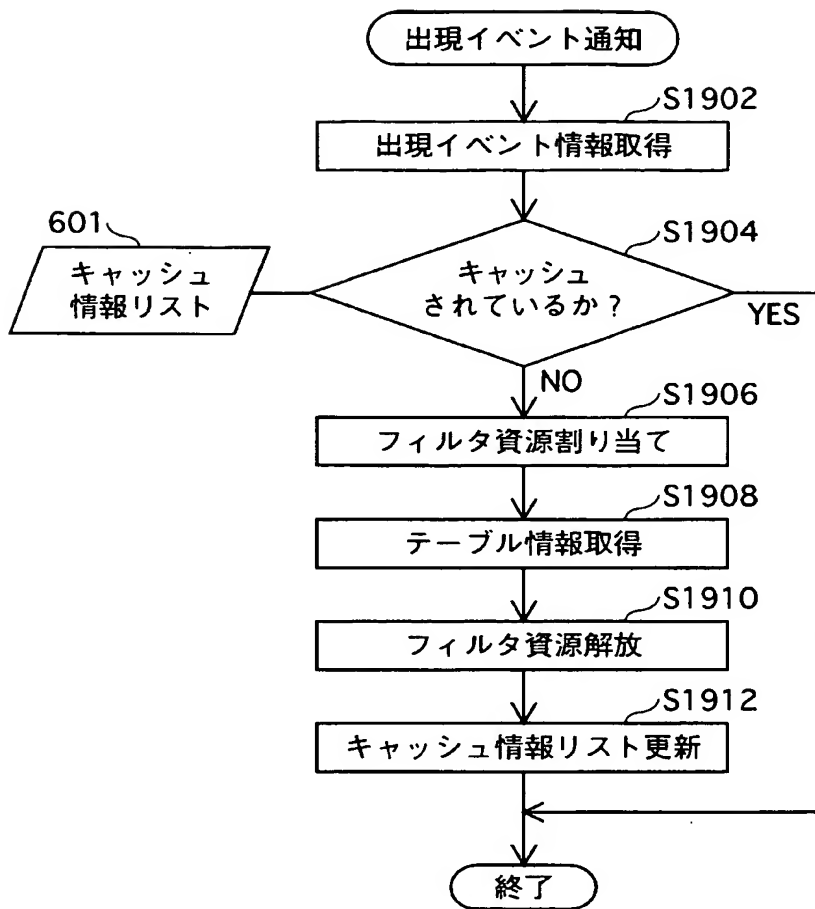 出現イベント通知
S1902
出現イベント情報取得
601
キャッシュ
情報リスト
S1904
キャッシュ
されているか?
YES
NO
S1906
フィルタ資源割り当て
S1908
テーブル情報取得
S1910
フィルタ資源解放
S1912
キャッシュ情報リスト更新
終了